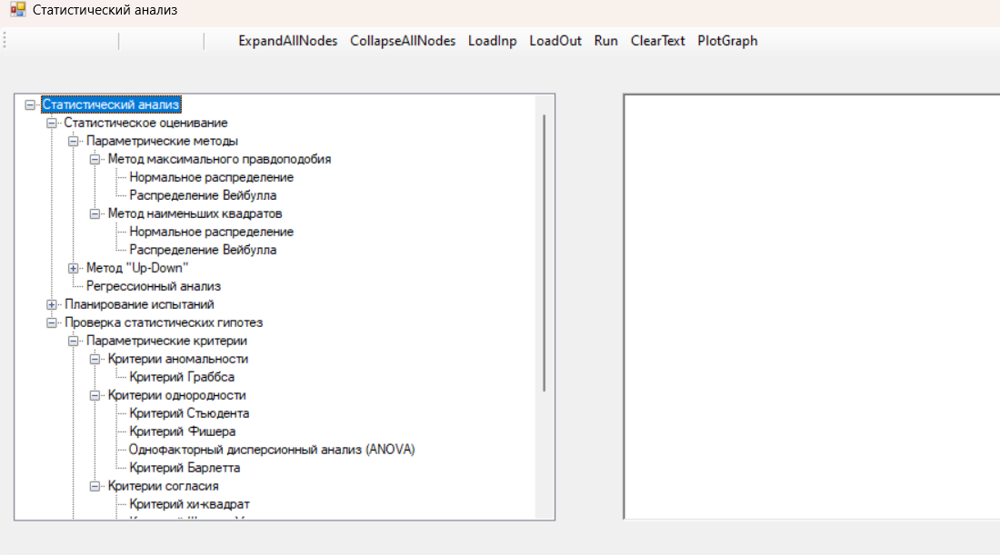 Статистический анализ
ExpandAllNodes CollapseAllNodes LoadInp LoadOut Run ClearText PlotGraph
Статистический анализ
Статистическое оценивание
Параметрические методы
Метод максимального правдоподобия
Нормальное распределение
Распределение Вейбулла
Метод наименьших квадратов
Нормальное распределение
Распределение Вейбулла
Метод "Up-Down"
Регрессионный анализ
Планирование испытаний
Проверка статистических гипотез
Параметрические критерии
Критерии аномальности
Критерий Граббса
Критерии однородности
Критерий Стьюдента
Критерий Фишера
Однофакторный дисперсионный анализ (ANOVA)
Критерий Барлетта
Критерии согласия
Критерий хи-квадрат